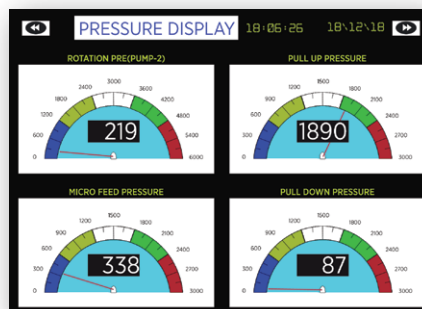 PRESSURE DISPLAY 18:06:26 18\12\18
ROTATION PRE(PUMP-2)
0 600 1200 1800 2400 3000 3600 4200 4800 5400 6000
219
PULL UP PRESSURE
0 300 600 900 1200 1500 1800 2100 2400 2700 3000
1890
MICRO FEED PRESSURE
0 300 600 900 1200 1500 1800 2100 2400 2700 3000
338
PULL DOWN PRESSURE
0 300 600 900 1200 1500 1800 2100 2400 2700 3000
87